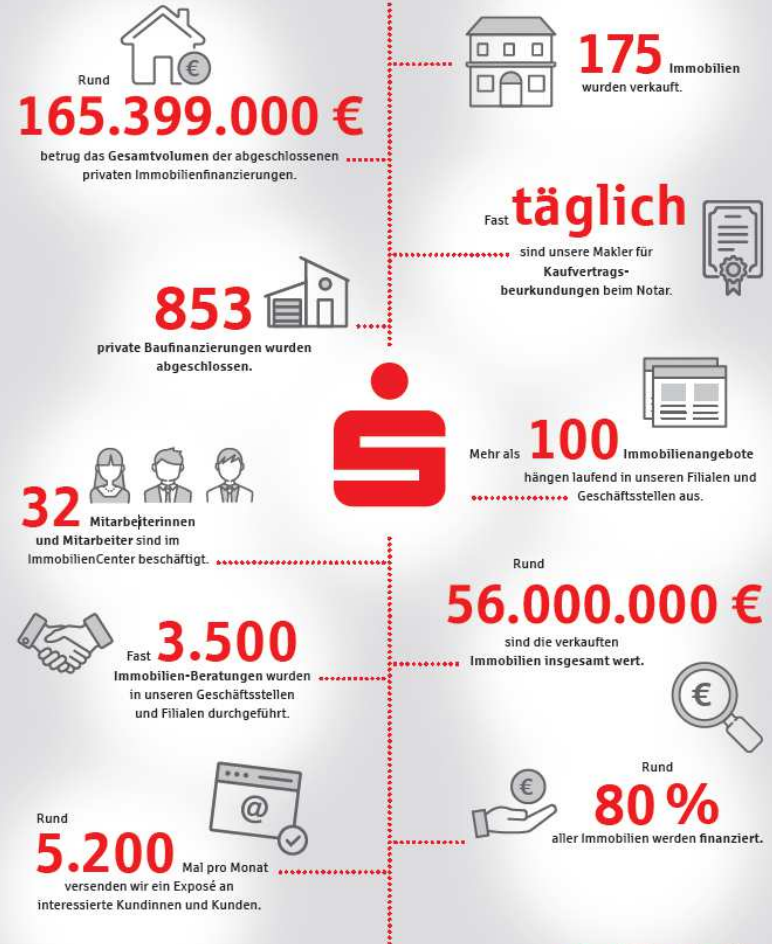 Rund
165.399.000 €
betrug das Gesamtvolumen der abgeschlossenen
privaten Immobilienfinanzierungen.
175 Immobilien
wurden verkauft.
Fast täglich
sind unsere Makler für
Kaufvertrags-
beurkundungen beim Notar.
853
private Baufinanzierungen wurden
abgeschlossen.
Mehr als 100 Immobilienangebote
hängen laufend in unseren Filialen und
Geschäftsstellen aus.
32 Mitarbeiterinnen
und Mitarbeiter sind im
ImmobilienCenter beschäftigt.
Rund
56.000.000 €
sind die verkauften
Immobilien insgesamt wert.
Fast 3.500
Immobilien-Beratungen wurden
in unseren Geschäftsstellen
und Filialen durchgeführt.
Rund
80 %
aller Immobilien werden finanziert.
Rund
5.200 Mal pro Monat
versenden wir ein Exposé an
interessierte Kundinnen und Kunden.